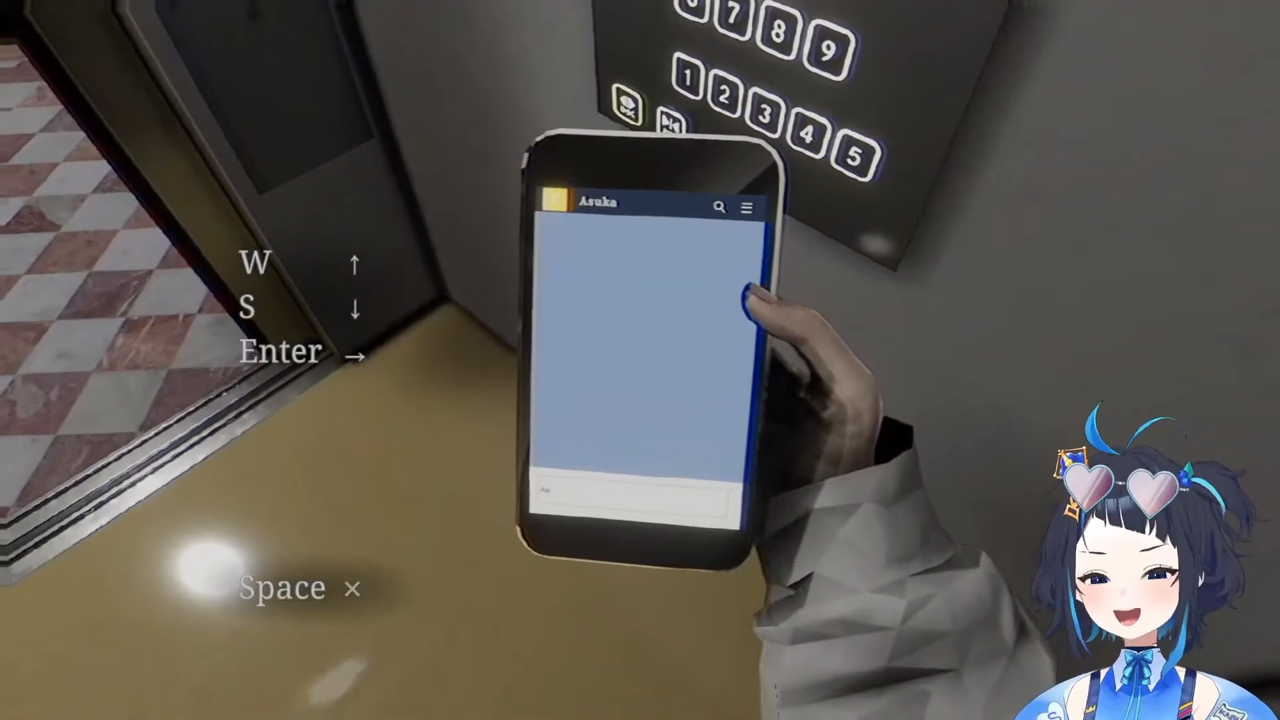 7 8 9
1 2 3 4 5
Asuka
W ↑
S ↓
Enter →
Space ×